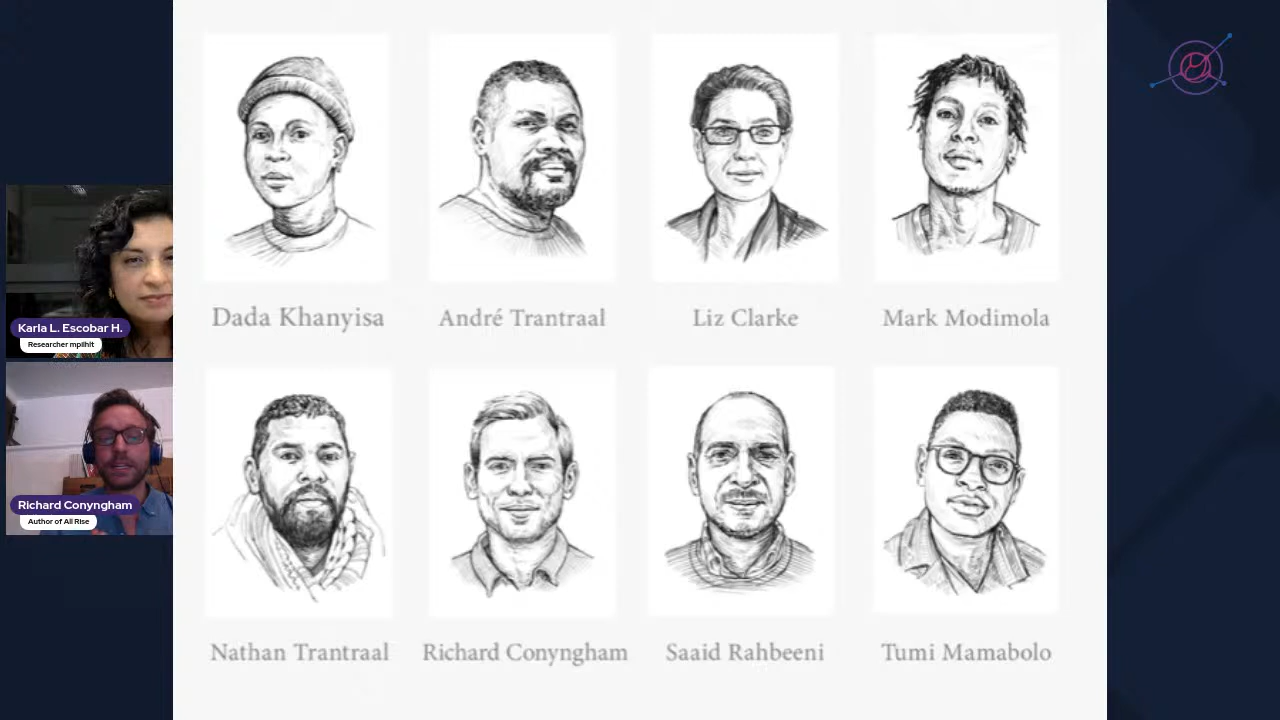 Dada Khanyisa
André Trantraal
Liz Clarke
Mark Modimola
Karla L. Escobar H.
Researcher mpilhlt
Richard Conyngham
Author of All Rise
Nathan Trantraal
Richard Conyngham
Saaid Rahbeeni
Tumi Mamabolo